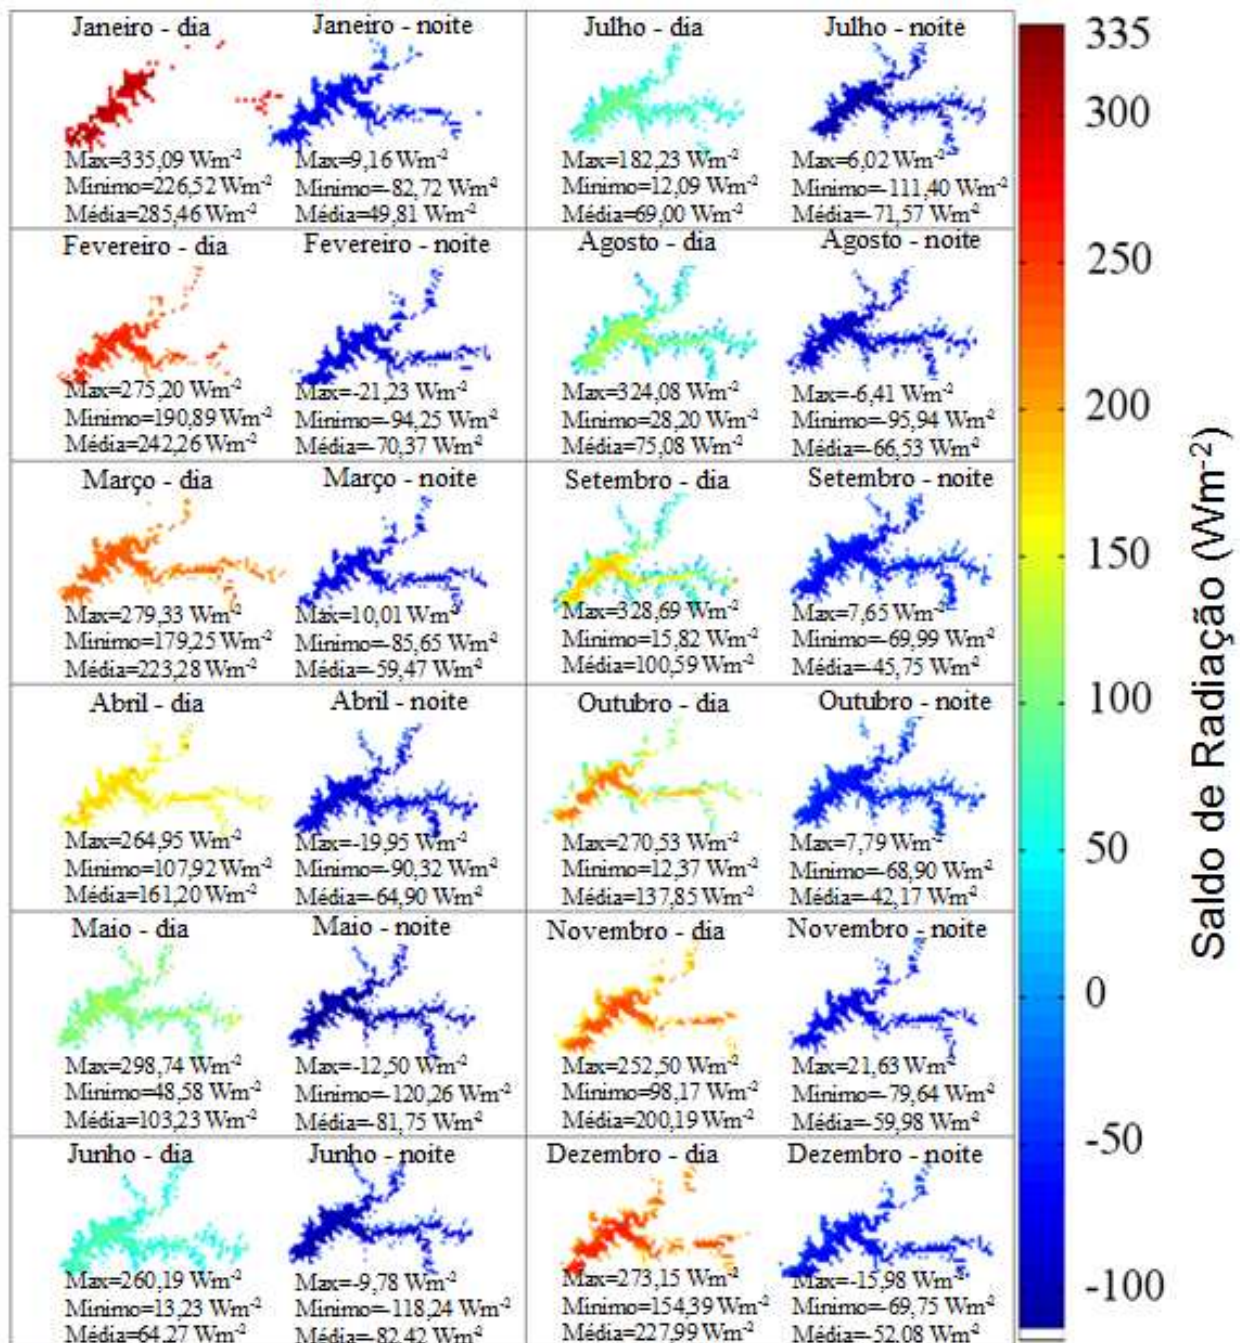 Janeiro - dia
Max=335,09 Wm-2
Minimo=226,52 Wm-2
Média=285,46 Wm-2
Janeiro - noite
Max=9,16 Wm-2
Minimo=-82,72 Wm-2
Média=49,81 Wm-2
Julho - dia
Max=182,23 Wm-2
Minimo=12,09 Wm-2
Média=69,00 Wm-2
Julho - noite
Max=6,02 Wm-2
Minimo=-111,40 Wm-2
Média=-71,57 Wm-2
Fevereiro - dia
Max=275,20 Wm-2
Minimo=190,89 Wm-2
Média=242,26 Wm-2
Fevereiro - noite
Max=-21,23 Wm-2
Minimo=-94,25 Wm-2
Média=-70,37 Wm-2
Agosto - dia
Max=324,08 Wm-2
Minimo=28,20 Wm-2
Média=75,08 Wm-2
Agosto - noite
Max=-6,41 Wm-2
Minimo=-95,94 Wm-2
Média=-66,53 Wm-2
Março - dia
Max=279,33 Wm-2
Minimo=179,25 Wm-2
Média=223,28 Wm-2
Março - noite
Máx=10,01 Wm-2
Minimo=-85,65 Wm-2
Média=-59,47 Wm-2
Setembro - dia
Max=328,69 Wm-2
Minimo=15,82 Wm-2
Média=100,59 Wm-2
Setembro - noite
Max=7,65 Wm-2
Minimo=-69,99 Wm-2
Média=-45,75 Wm-2
Abril - dia
Max=264,95 Wm-2
Minimo=107,92 Wm-2
Média=161,20 Wm-2
Abril - noite
Max=-19,95 Wm-2
Minimo=-90,32 Wm-2
Média=-64,90 Wm-2
Outubro - dia
Max=270,53 Wm-2
Minimo=12,37 Wm-2
Média=137,85 Wm-2
Outubro - noite
Max=7,79 Wm-2
Minimo=-68,90 Wm-2
Média=-42,17 Wm-2
Maio - dia
Max=298,74 Wm-2
Minimo=48,58 Wm-2
Média=103,23 Wm-2
Maio - noite
Max=-12,50 Wm-2
Minimo=-120,26 Wm-2
Média=-81,75 Wm-2
Novembro - dia
Max=252,50 Wm-2
Minimo=98,17 Wm-2
Média=200,19 Wm-2
Novembro - noite
Max=21,63 Wm-2
Minimo=-79,64 Wm-2
Média=-59,98 Wm-2
Junho - dia
Max=260,19 Wm-2
Minimo=13,23 Wm-2
Média=64,27 Wm-2
Junho - noite
Max=-9,78 Wm-2
Minimo=-118,24 Wm-2
Média=-82,42 Wm-2
Dezembro - dia
Max=273,15 Wm-2
Minimo=154,39 Wm-2
Média=227,99 Wm-2
Dezembro - noite
Max=-15,98 Wm-2
Minimo=-69,75 Wm-2
Média=-52,08 Wm-2
335
300
250
200
150
100
50
0
-50
-100
Saldo de Radiação (Wm-2)